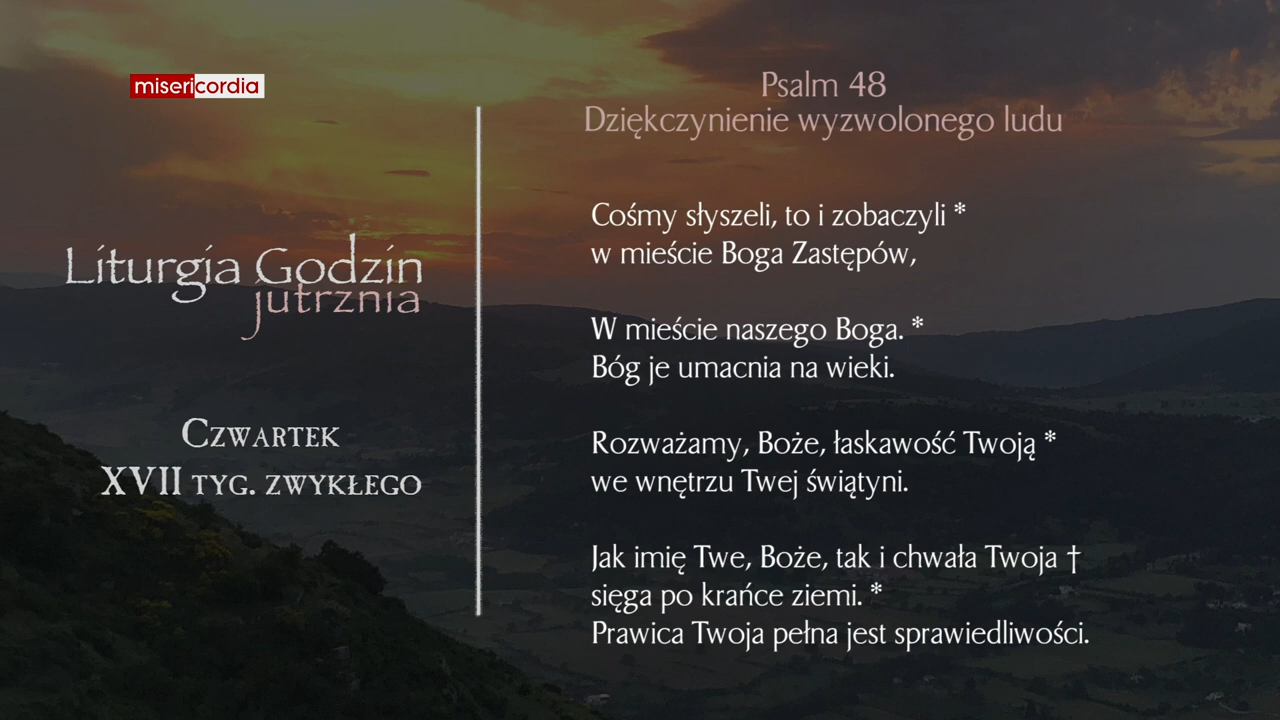 misericordia
Liturgia Godzin
jutrznia
Czwartek
XVII tyg. zwykłego
Psalm 48
Dziękczynienie wyzwolonego ludu
Cośmy słyszeli, to i zobaczyli *
w mieście Boga Zastępów,
W mieście naszego Boga. *
Bóg je umacnia na wieki.
Rozważamy, Boże, łaskawość Twoją *
we wnętrzu Twej świątyni.
Jak imię Twe, Boże, tak i chwała Twoja †
sięga po krańce ziemi. *
Prawica Twoja pełna jest sprawiedliwości.